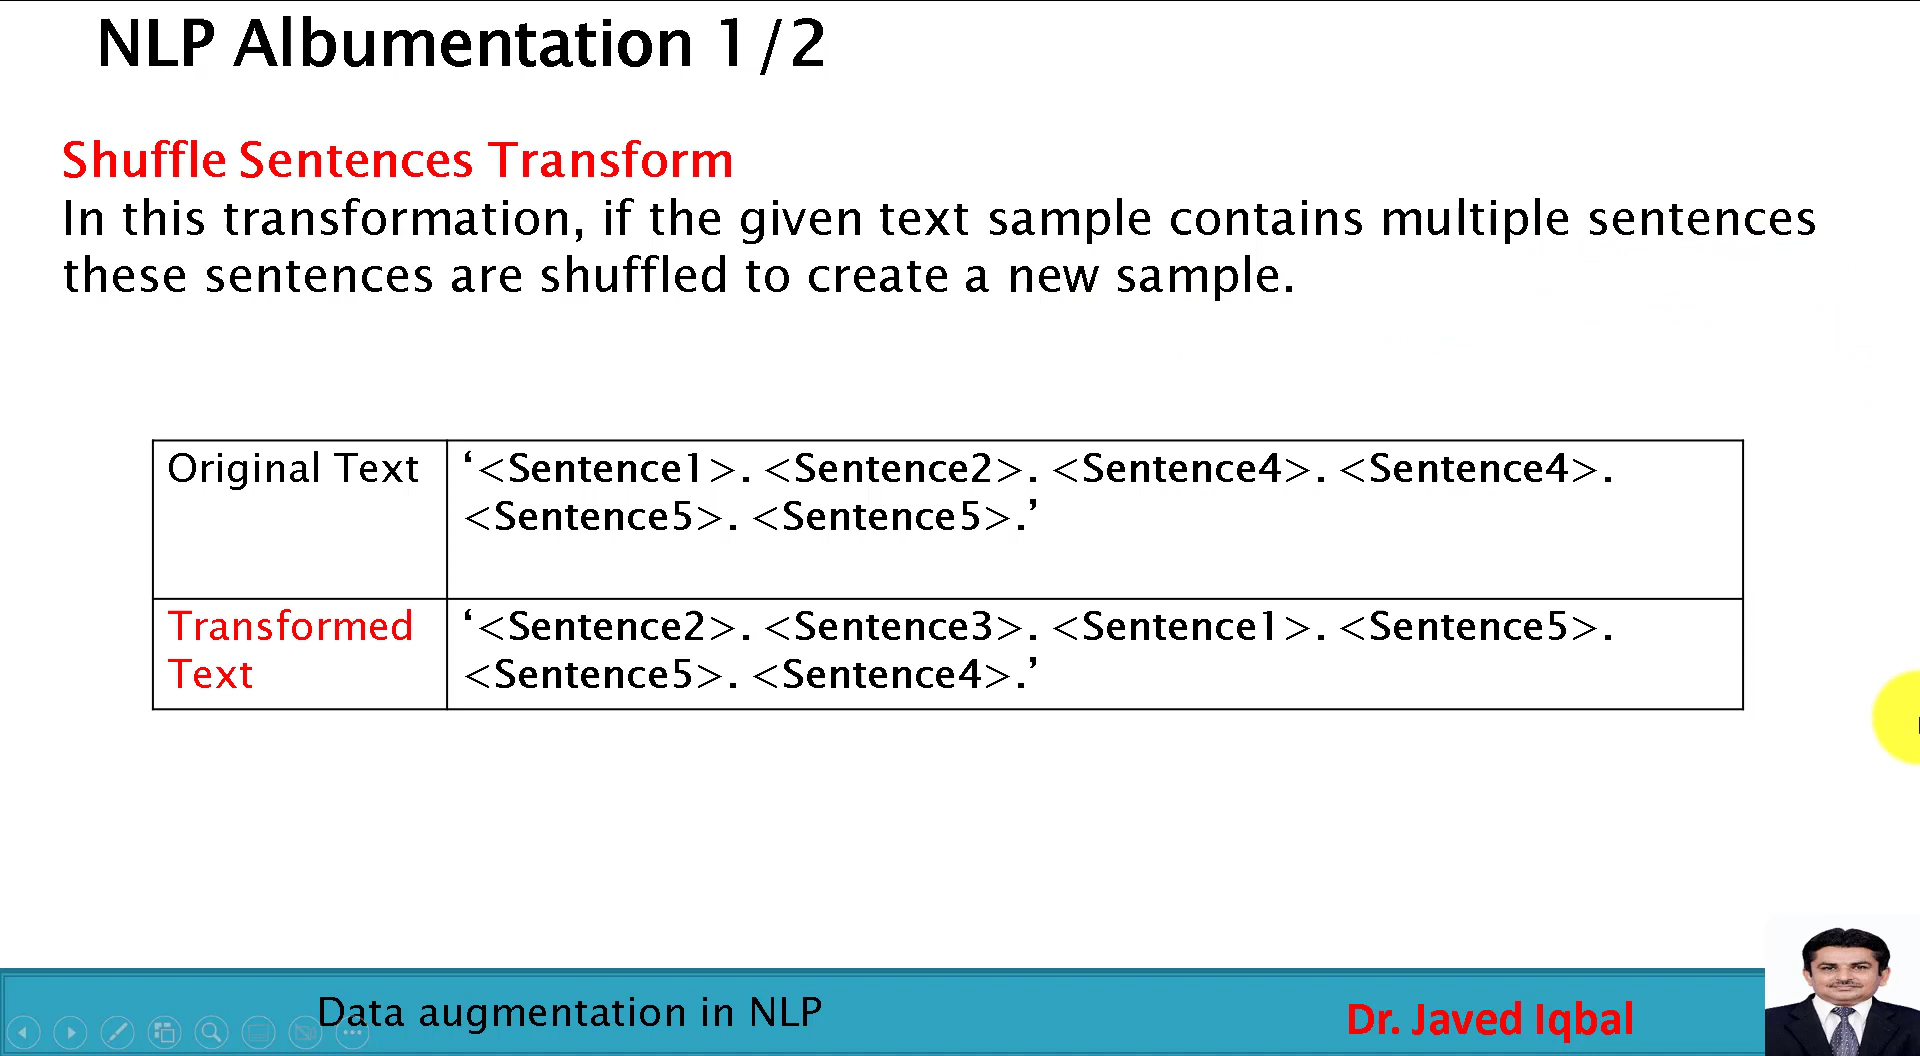 NLP Albumentation 1/2
Shuffle Sentences Transform
In this transformation, if the given text sample contains multiple sentences
these sentences are shuffled to create a new sample.
Original Text
‘<Sentence1>. <Sentence2>. <Sentence4>. <Sentence4>.
<Sentence5>. <Sentence5>.’
Transformed
Text
‘<Sentence2>. <Sentence3>. <Sentence1>. <Sentence5>.
<Sentence5>. <Sentence4>.’
Data augmentation in NLP
Dr. Javed Iqbal